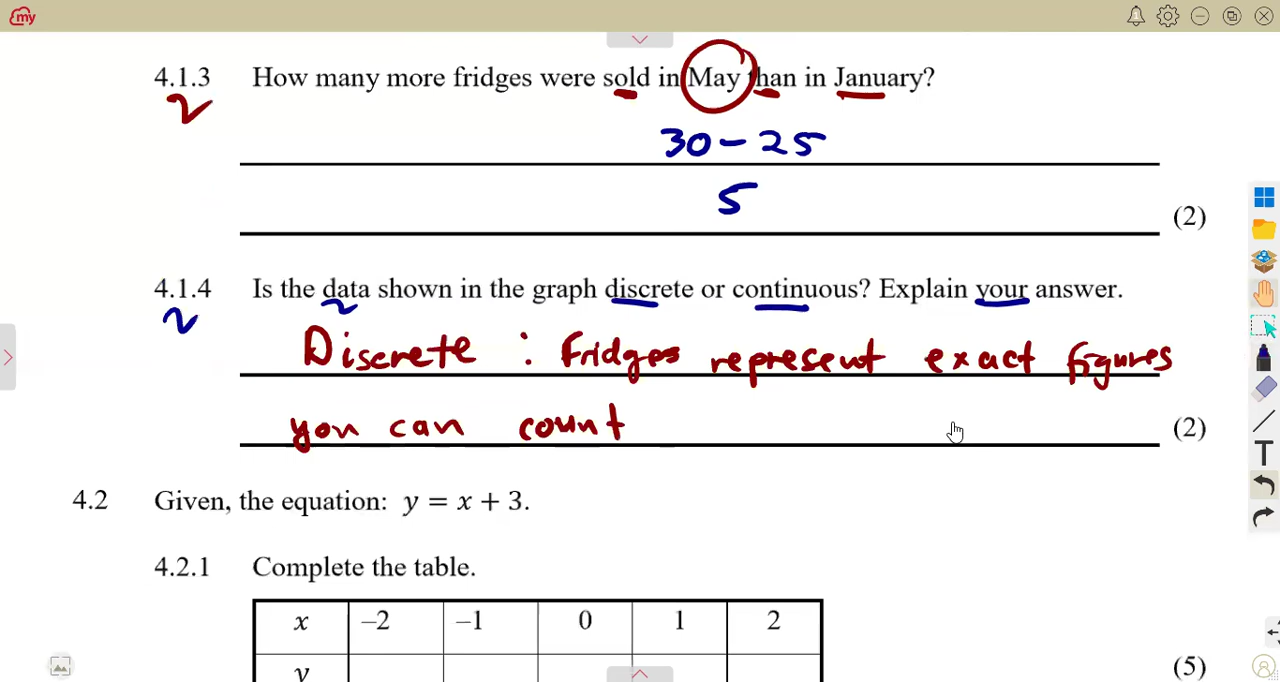 my
4.1.3 How many more fridges were sold in May than in January?
30 - 25
5
(2)
4.1.4 Is the data shown in the graph discrete or continuous? Explain your answer.
Discrete : Fridges represent exact figures
you can count
(2)
4.2 Given, the equation: y = x + 3.
4.2.1 Complete the table.
x –2 –1 0 1 2
y
(5)
T